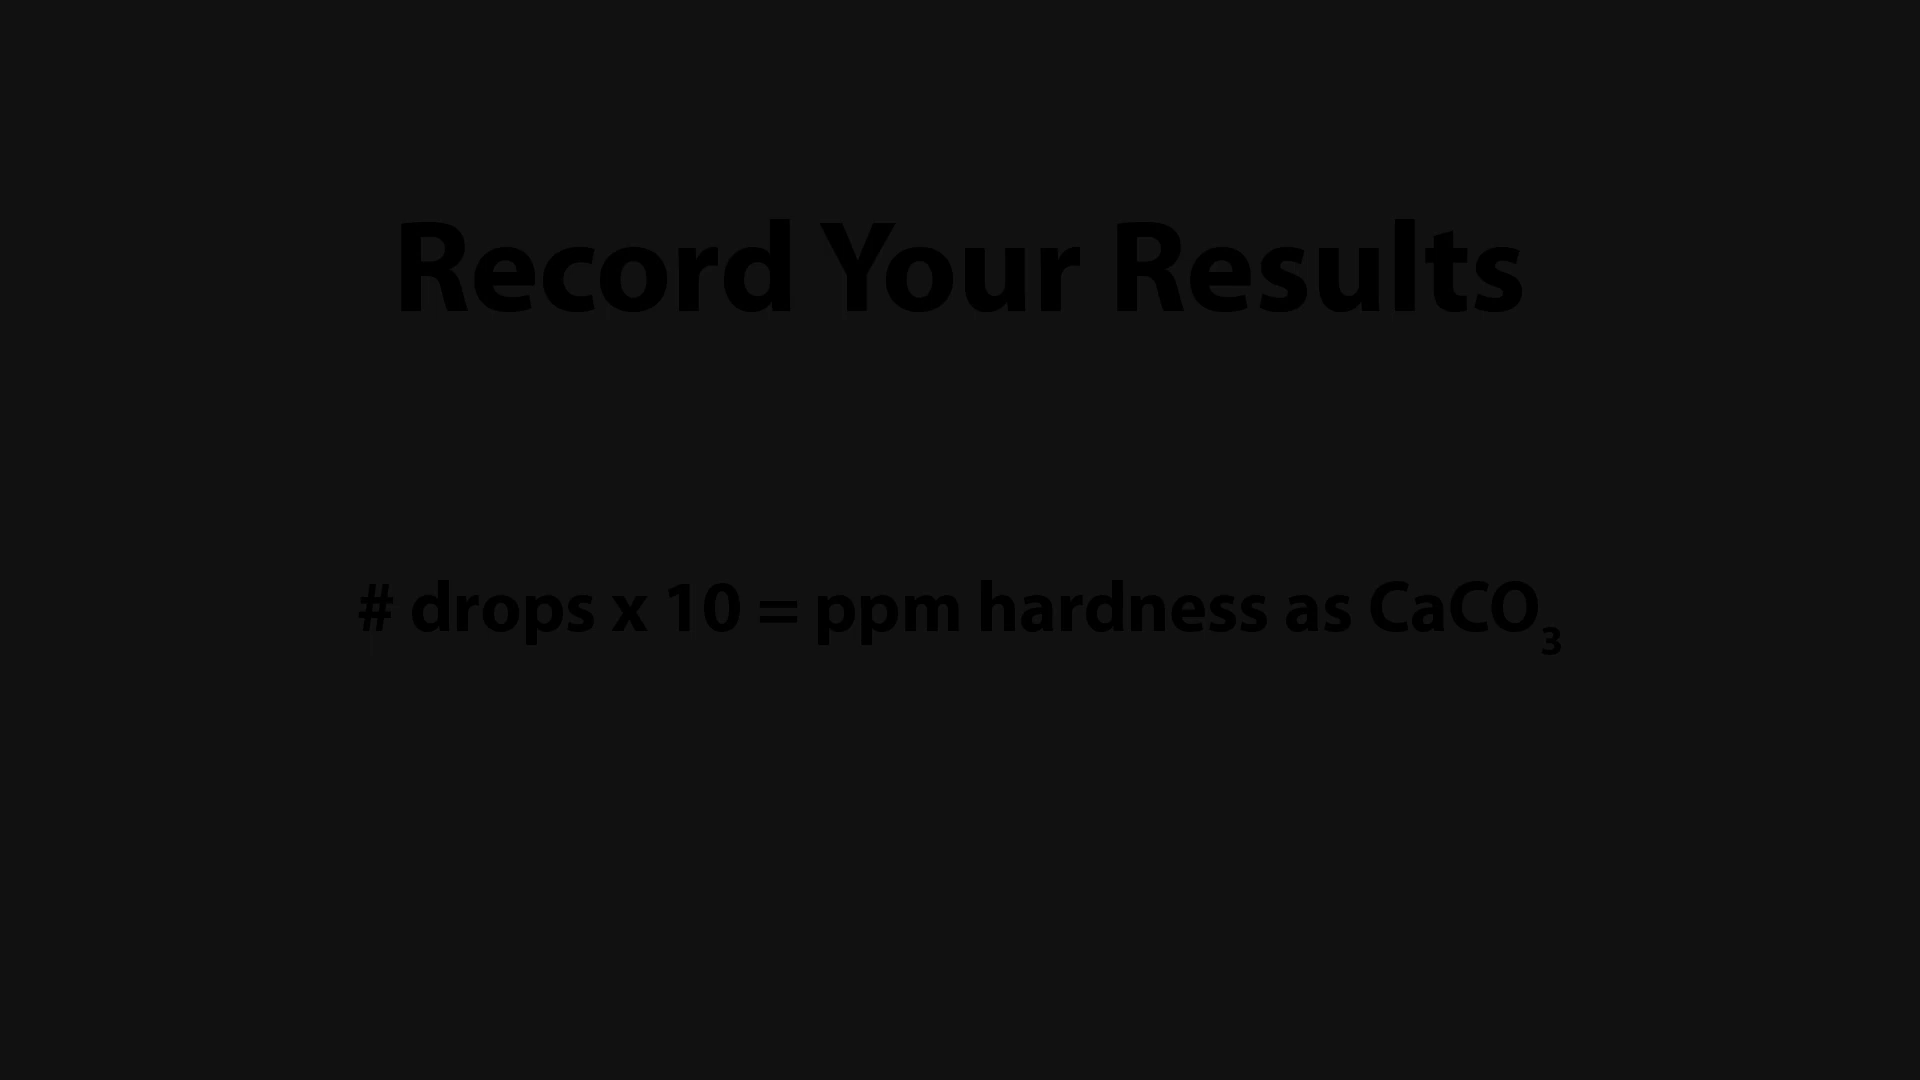 Record Your Results
# drops x 10 = ppm hardness as CaCO₃